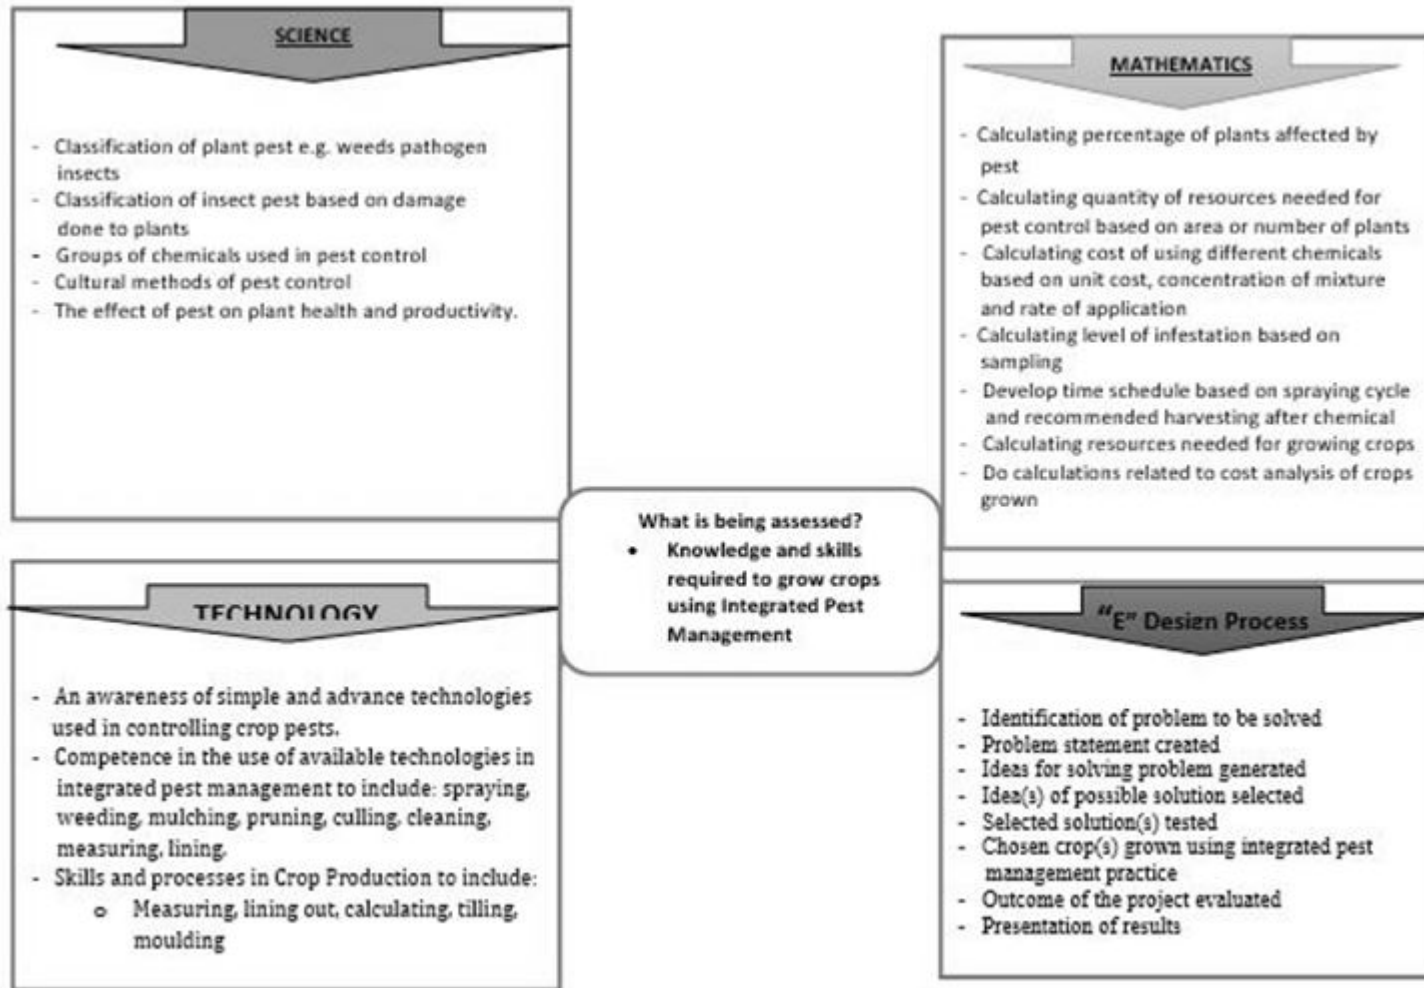 SCIENCE
- Classification of plant pest e.g. weeds pathogen
insects
- Classification of insect pest based on damage
done to plants
- Groups of chemicals used in pest control
- Cultural methods of pest control
- The effect of pest on plant health and productivity.
MATHEMATICS
- Calculating percentage of plants affected by
pest
- Calculating quantity of resources needed for
pest control based on area or number of plants
- Calculating cost of using different chemicals
based on unit cost, concentration of mixture
and rate of application
- Calculating level of infestation based on
sampling
- Develop time schedule based on spraying cycle
and recommended harvesting after chemical
- Calculating resources needed for growing crops
- Do calculations related to cost analysis of crops
grown
What is being assessed?
• Knowledge and skills
required to grow crops
using Integrated Pest
Management
TECHNOLOGY
- An awareness of simple and advance technologies
used in controlling crop pests.
- Competence in the use of available technologies in
integrated pest management to include: spraying,
weeding, mulching, pruning, culling, cleaning,
measuring, lining.
- Skills and processes in Crop Production to include:
o Measuring, lining out, calculating, tilling,
moulding
“E” Design Process
- Identification of problem to be solved
- Problem statement created
- Ideas for solving problem generated
- Idea(s) of possible solution selected
- Selected solution(s) tested
- Chosen crop(s) grown using integrated pest
management practice
- Outcome of the project evaluated
- Presentation of results